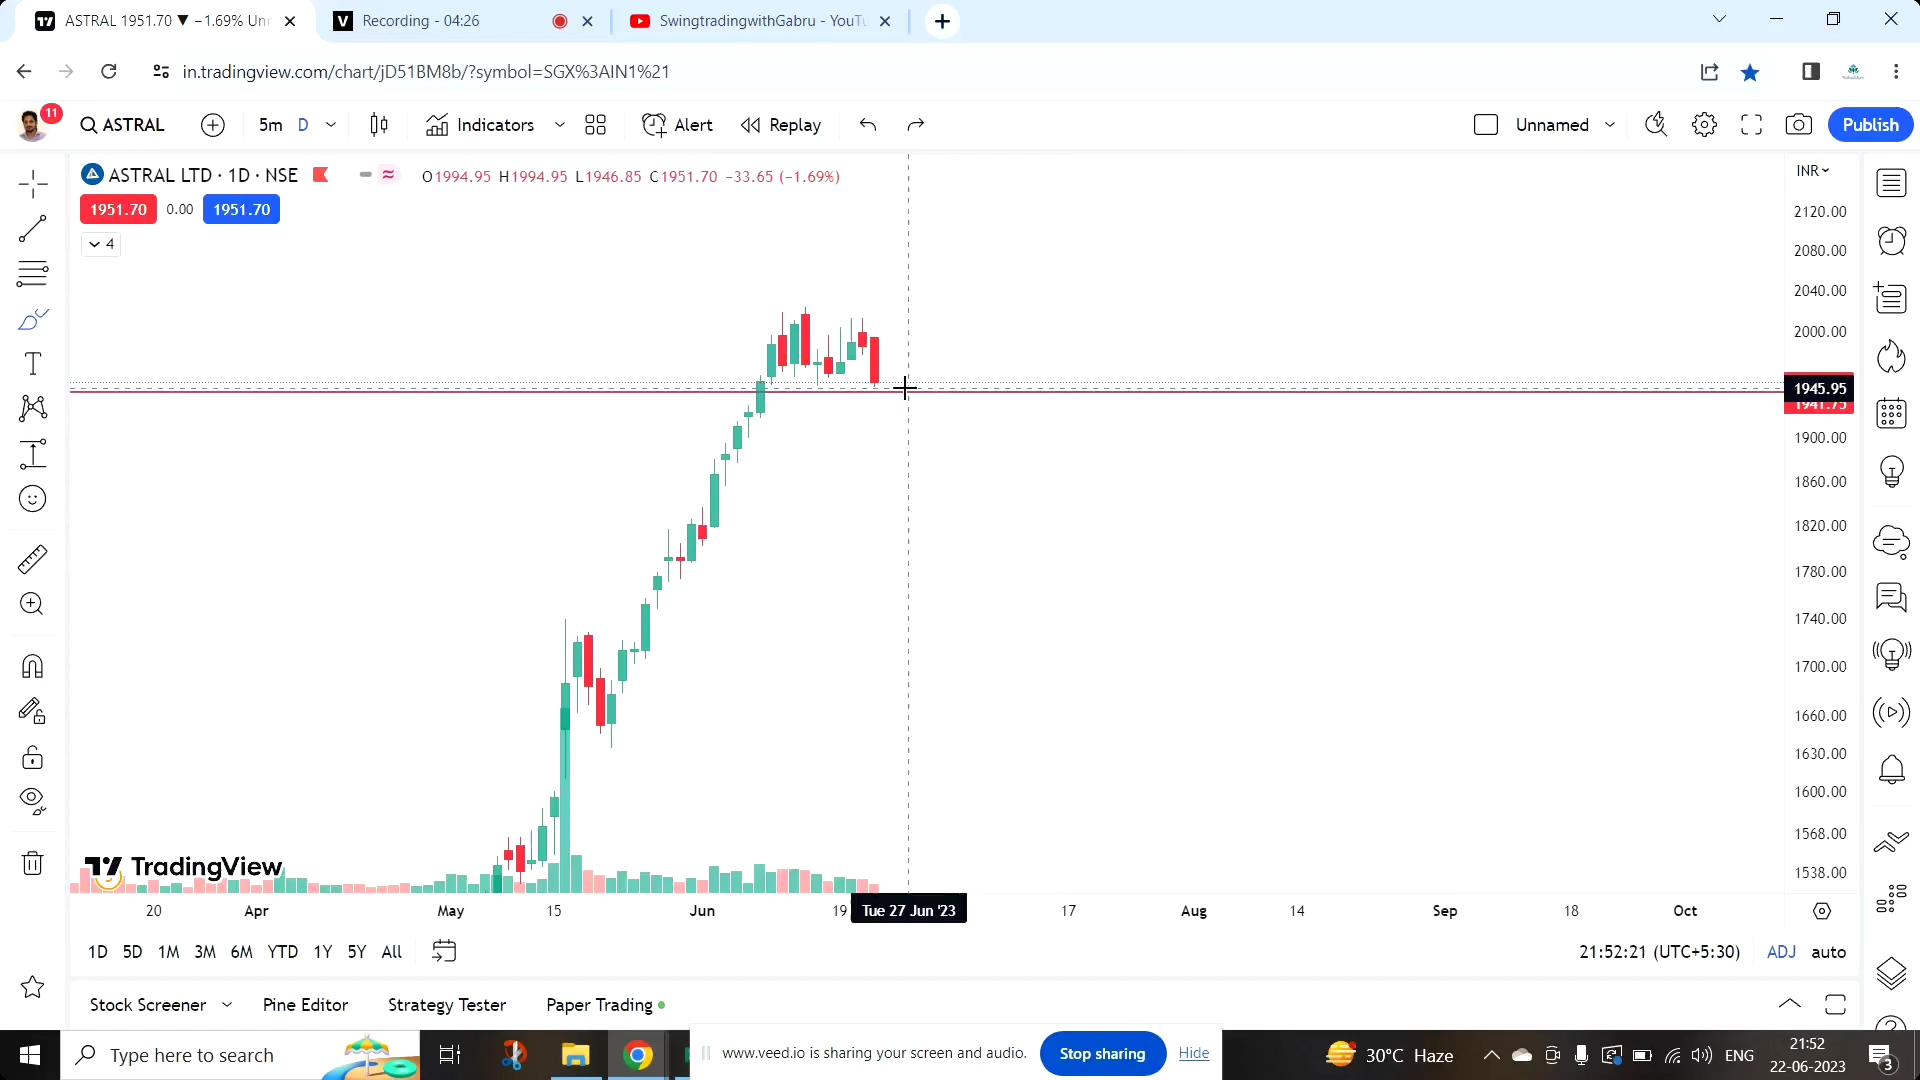 ASTRAL 1951.70 ▼ −1.69% Unn
Recording - 04:26
SwingtradingwithGabru - YouTu
in.tradingview.com/chart/jD51BM8b/?symbol=SGX%3AIN1%21
11
ASTRAL
5m
D
Indicators
Alert
Replay
Unnamed
Publish
ASTRAL LTD · 1D · NSE
O1994.95 H1994.95 L1946.85 C1951.70 −33.65 (−1.69%)
INR
1951.70
0.00
1951.70
4
2120.00
2080.00
2040.00
2000.00
1945.95
1941.75
1900.00
1860.00
1820.00
1780.00
1740.00
1700.00
1660.00
1630.00
1600.00
1568.00
1538.00
TradingView
20
Apr
May
15
Jun
19
Tue 27 Jun '23
17
Aug
14
Sep
18
Oct
1D 5D 1M 3M 6M YTD 1Y 5Y All
21:52:21 (UTC+5:30)
ADJ
auto
Stock Screener
Pine Editor
Strategy Tester
Paper Trading
Type here to search
www.veed.io is sharing your screen and audio.
Stop sharing
Hide
30°C Haze
ENG
21:52
22-06-2023
3